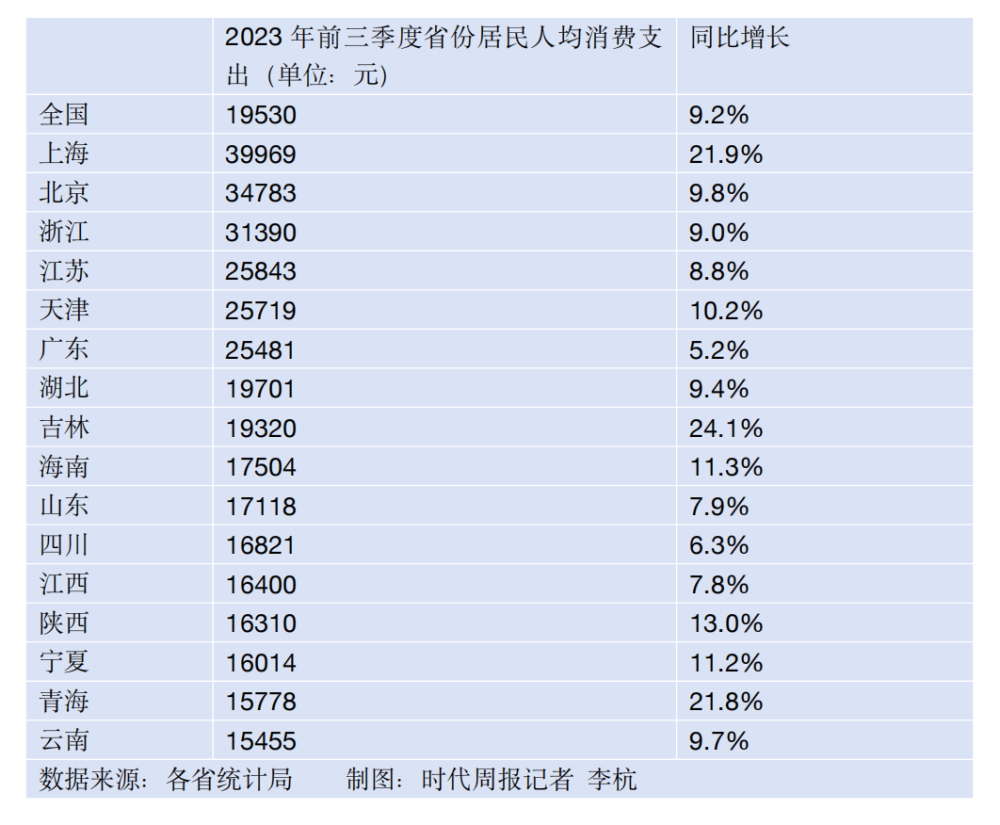 2023 年前三季度省份居民人均消费支 同比增长
出（单位：元）
全国 19530 9.2%
上海 39969 21.9%
北京 34783 9.8%
浙江 31390 9.0%
江苏 25843 8.8%
天津 25719 10.2%
广东 25481 5.2%
湖北 19701 9.4%
吉林 19320 24.1%
海南 17504 11.3%
山东 17118 7.9%
四川 16821 6.3%
江西 16400 7.8%
陕西 16310 13.0%
宁夏 16014 11.2%
青海 15778 21.8%
云南 15455 9.7%
数据来源：各省统计局 制图：时代周报记者 李杭